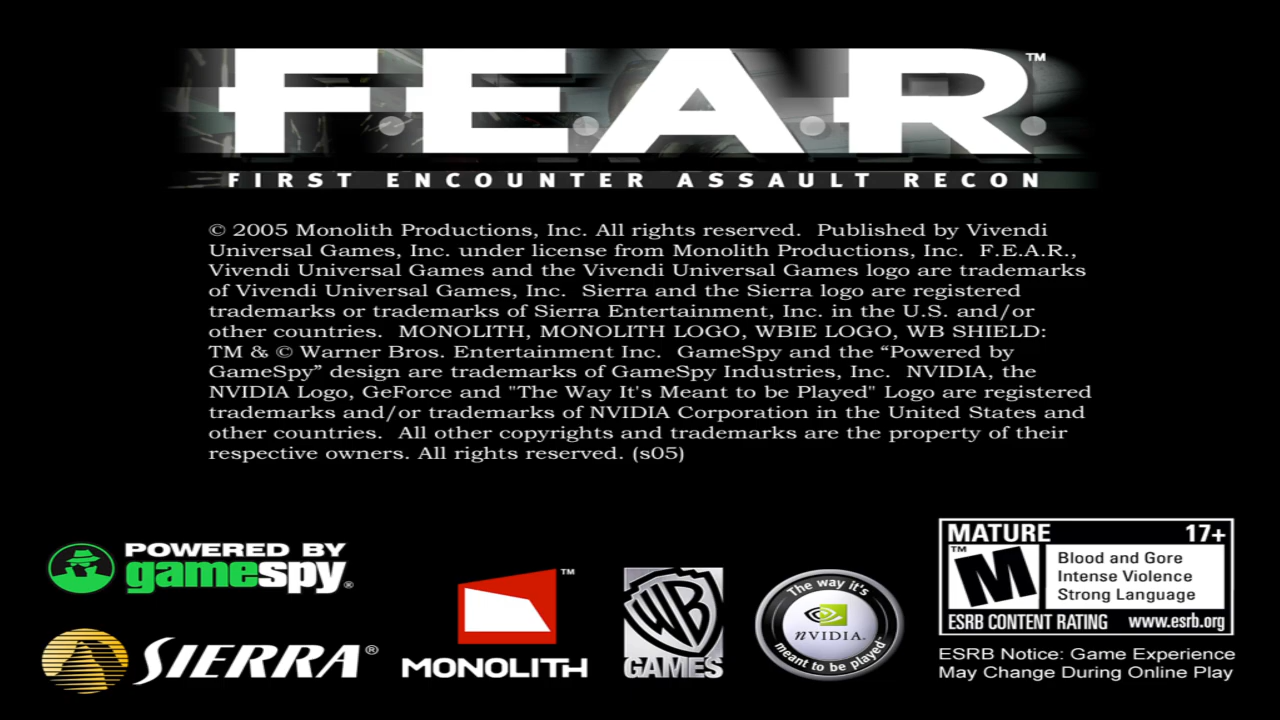 F.E.A.R.™
FIRST ENCOUNTER ASSAULT RECON
© 2005 Monolith Productions, Inc. All rights reserved.  Published by Vivendi
Universal Games, Inc. under license from Monolith Productions, Inc.  F.E.A.R.,
Vivendi Universal Games and the Vivendi Universal Games logo are trademarks
of Vivendi Universal Games, Inc.  Sierra and the Sierra logo are registered
trademarks or trademarks of Sierra Entertainment, Inc. in the U.S. and/or
other countries.  MONOLITH, MONOLITH LOGO, WBIE LOGO, WB SHIELD:
TM & © Warner Bros. Entertainment Inc.  GameSpy and the “Powered by
GameSpy” design are trademarks of GameSpy Industries, Inc.  NVIDIA, the
NVIDIA Logo, GeForce and "The Way It's Meant to be Played" Logo are registered
trademarks and/or trademarks of NVIDIA Corporation in the United States and
other countries.  All other copyrights and trademarks are the property of their
respective owners. All rights reserved. (s05)
POWERED BY
gamespy®
SIERRA®
™
MONOLITH
WB
GAMES
The way it's
nVIDIA.
meant to be played™
MATURE 17+
™
M
Blood and Gore
Intense Violence
Strong Language
ESRB CONTENT RATING www.esrb.org
ESRB Notice: Game Experience
May Change During Online Play